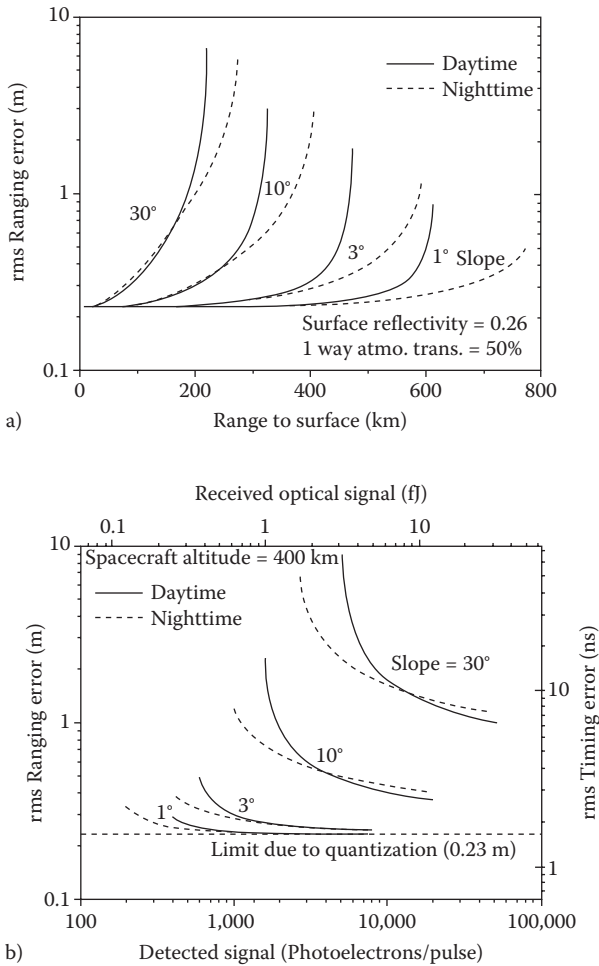 10
Daytime
Nighttime
rms Ranging error (m)
1
30°
10°
3°
1° Slope
Surface reflectivity = 0.26
1 way atmo. trans. = 50%
0.1
0
200
400
600
800
a)
Range to surface (km)
Received optical signal (fJ)
0.1
1
10
10
Spacecraft altitude = 400 km
Daytime
Nighttime
Slope = 30°
rms Ranging error (m)
rms Timing error (ns)
10
1
10°
3°
1°
Limit due to quantization (0.23 m)
1
0.1
100
1,000
10,000
100,000
b)
Detected signal (Photoelectrons/pulse)